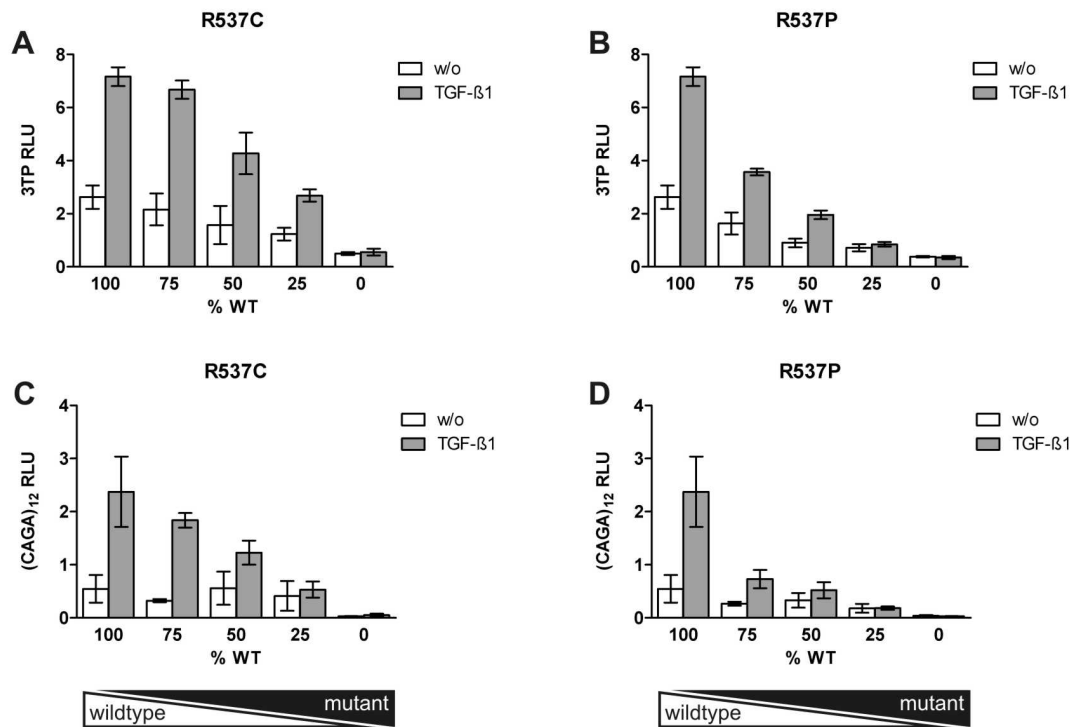 R537C
A
8
6
4
2
0
3TP RLU
w/o
TGF-ß1
100 75 50 25 0
% WT
R537P
B
8
6
4
2
0
3TP RLU
w/o
TGF-ß1
100 75 50 25 0
% WT
R537C
C
4
3
2
1
0
(CAGA)12 RLU
w/o
TGF-ß1
100 75 50 25 0
% WT
wildtype mutant
R537P
D
4
3
2
1
0
(CAGA)12 RLU
w/o
TGF-ß1
100 75 50 25 0
% WT
wildtype mutant